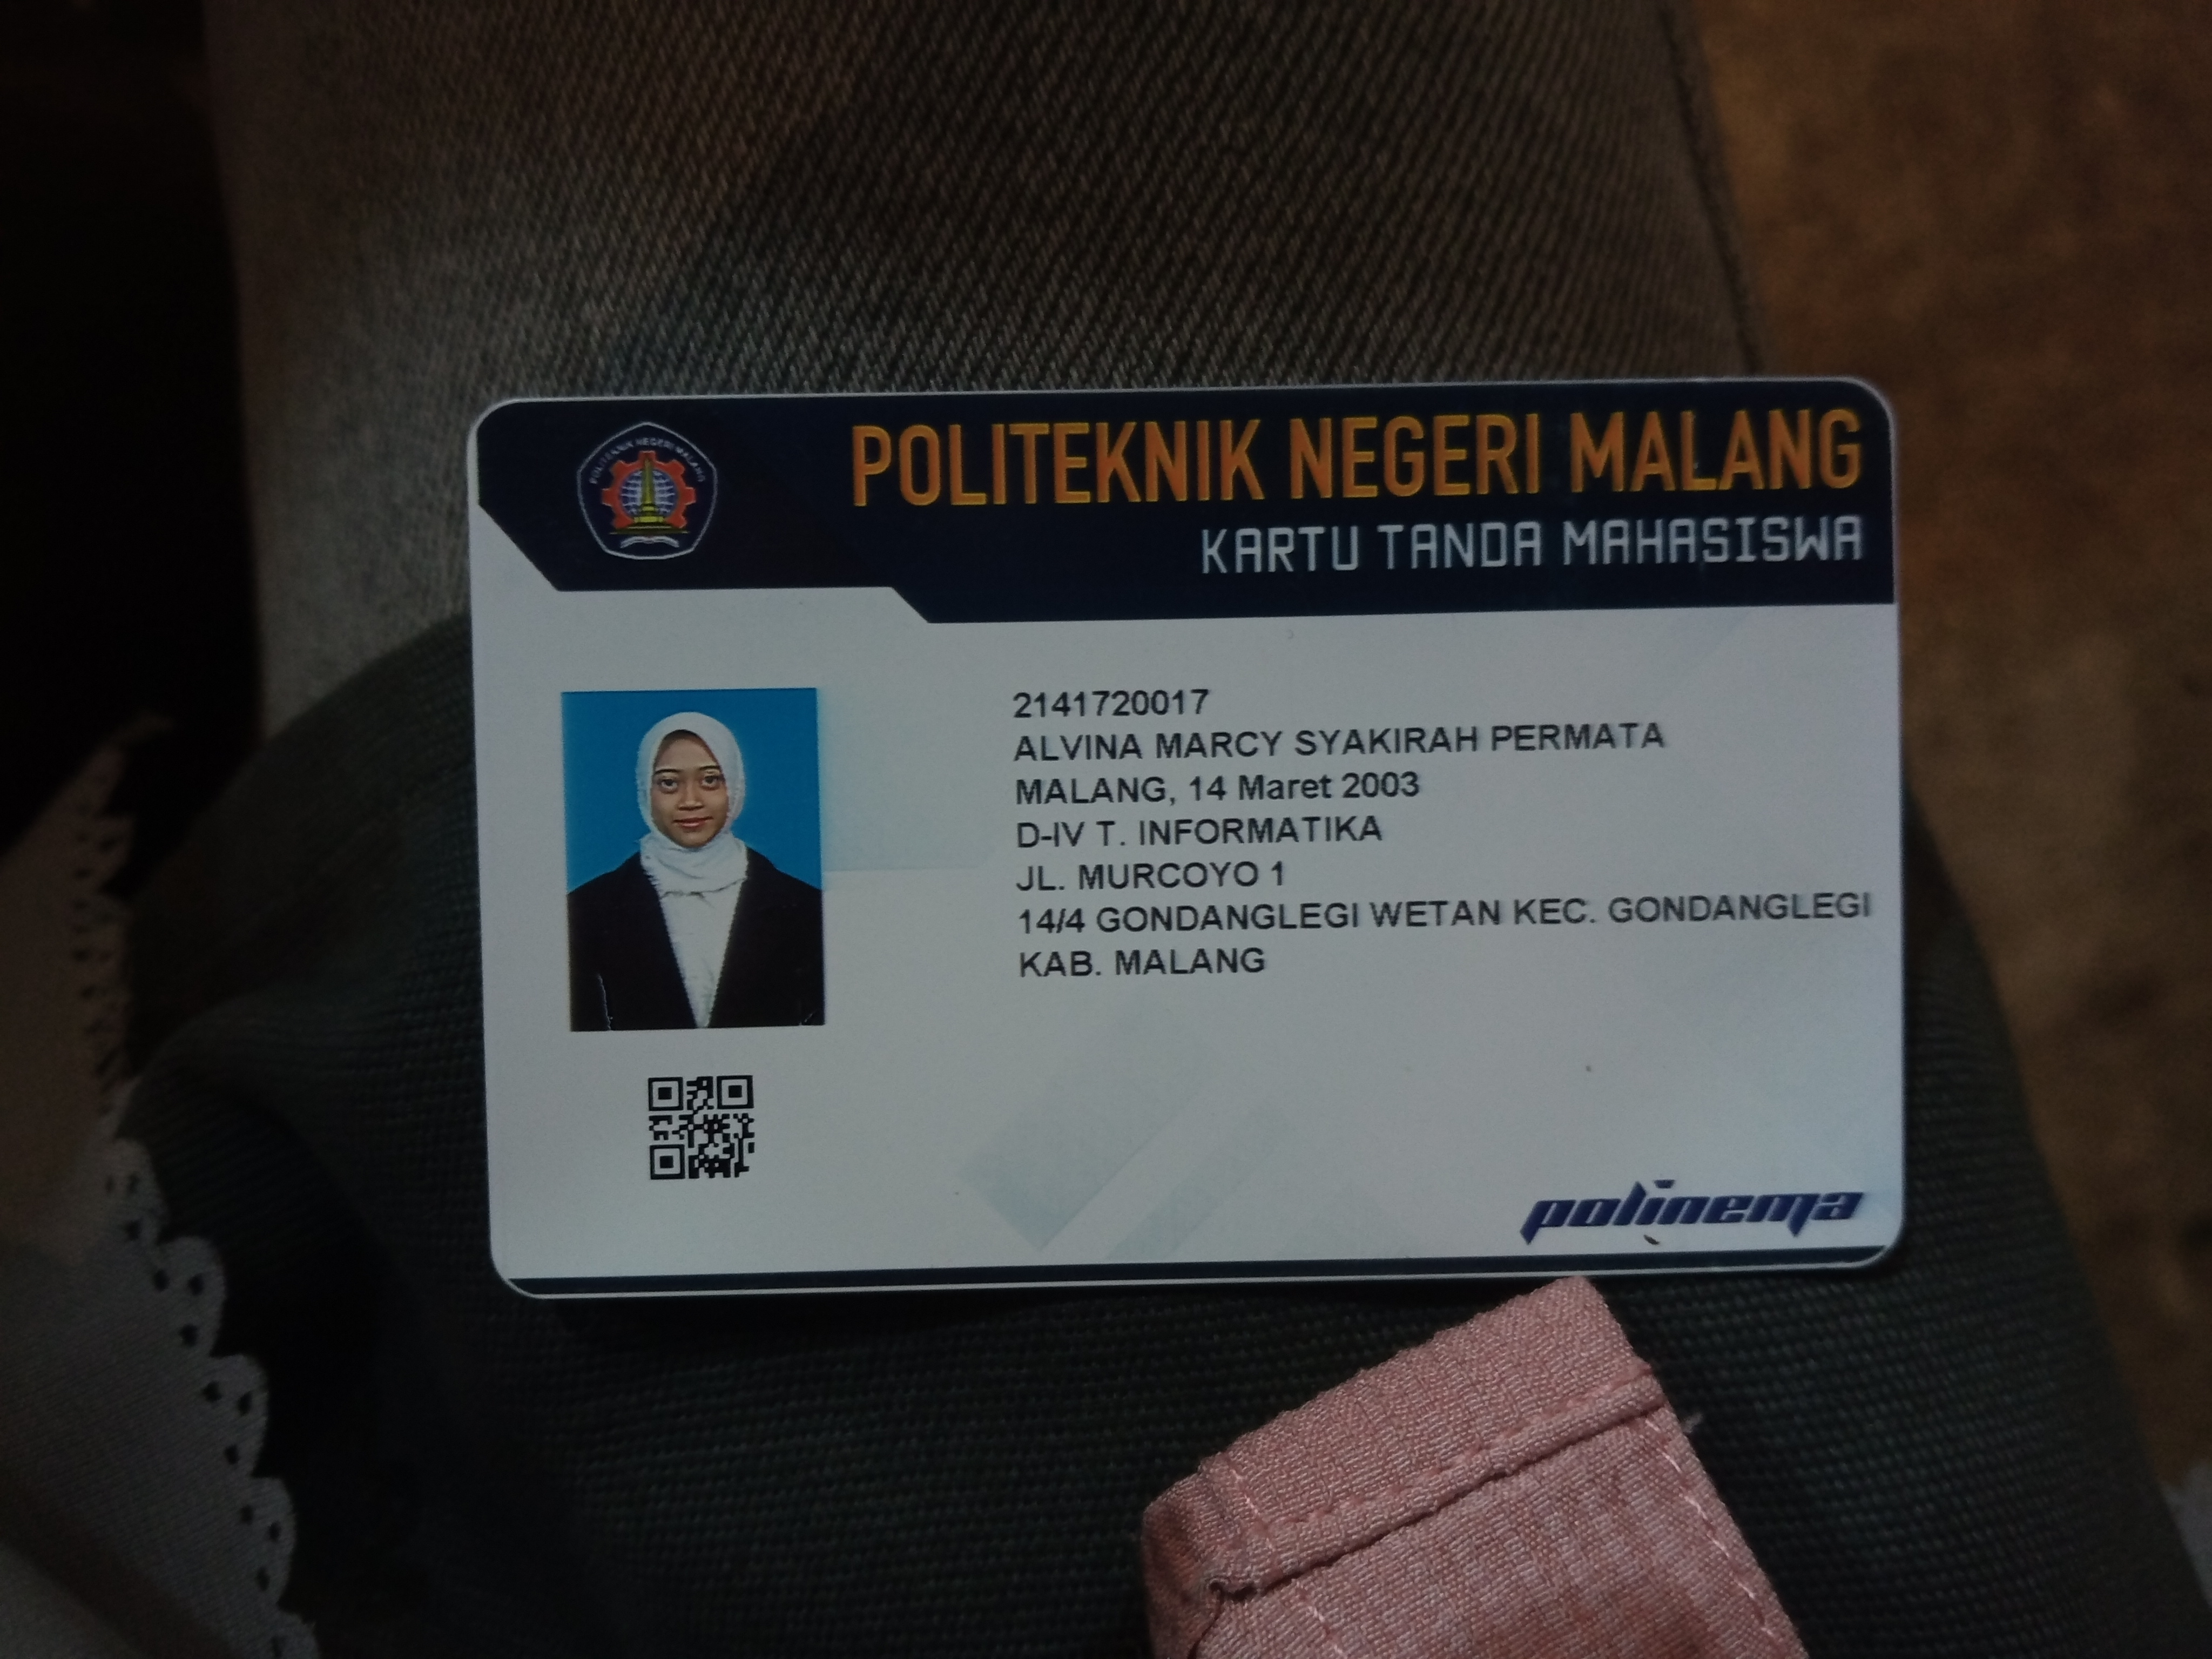 POLITEKNIK NEGERI MALANG
POLITEKNIK NEGERI MALANG
KARTU TANDA MAHASISWA
2141720017
ALVINA MARCY SYAKIRAH PERMATA
MALANG, 14 Maret 2003
D-IV T. INFORMATIKA
JL. MURCOYO 1
14/4 GONDANGLEGI WETAN KEC. GONDANGLEGI
KAB. MALANG
polinema